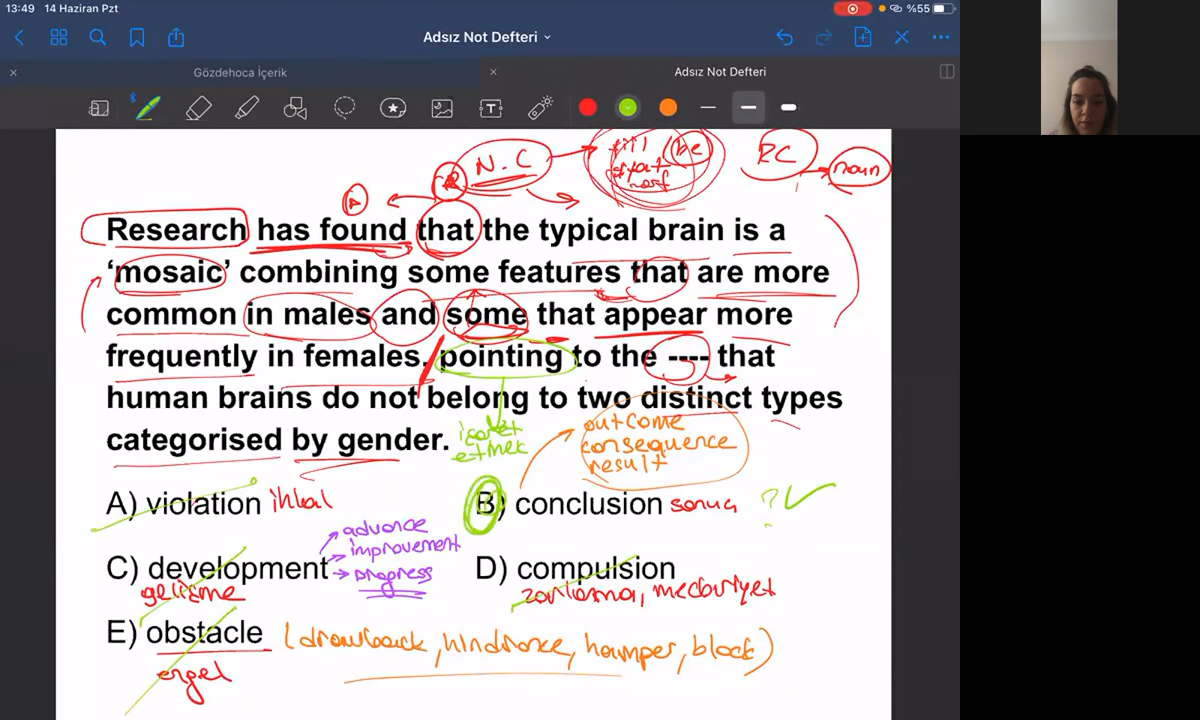 13:49 14 Haziran Pzt
%55
Adsız Not Defteri
Gözdehoca İçerik
Adsız Not Defteri
N.C
be
RC
noun
Research has found that the typical brain is a
‘mosaic’ combining some features that are more
common in males and some that appear more
frequently in females, pointing to the ---- that
human brains do not belong to two distinct types
categorised by gender.
işaret
etmek
outcome
consequence
result
A) violation ihlal
B) conclusion sonuç ?
C) development
gelişme
advance
improvement
progress
D) compulsion
zorlama, mecburiyet
E) obstacle (drawback, hindrance, hamper, block)
engel